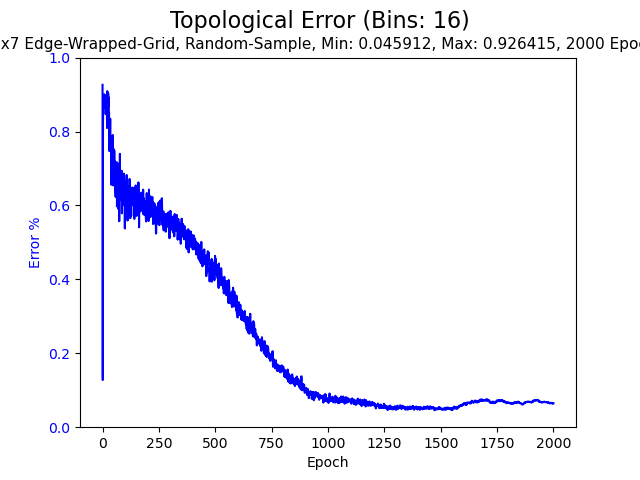 Topological Error (Bins: 16)
x7 Edge-Wrapped-Grid, Random-Sample, Min: 0.045912, Max: 0.926415, 2000 Epo
1.0
0.8
0.6
0.4
0.2
0.0
Error %
0 250 500 750 1000 1250 1500 1750 2000
Epoch